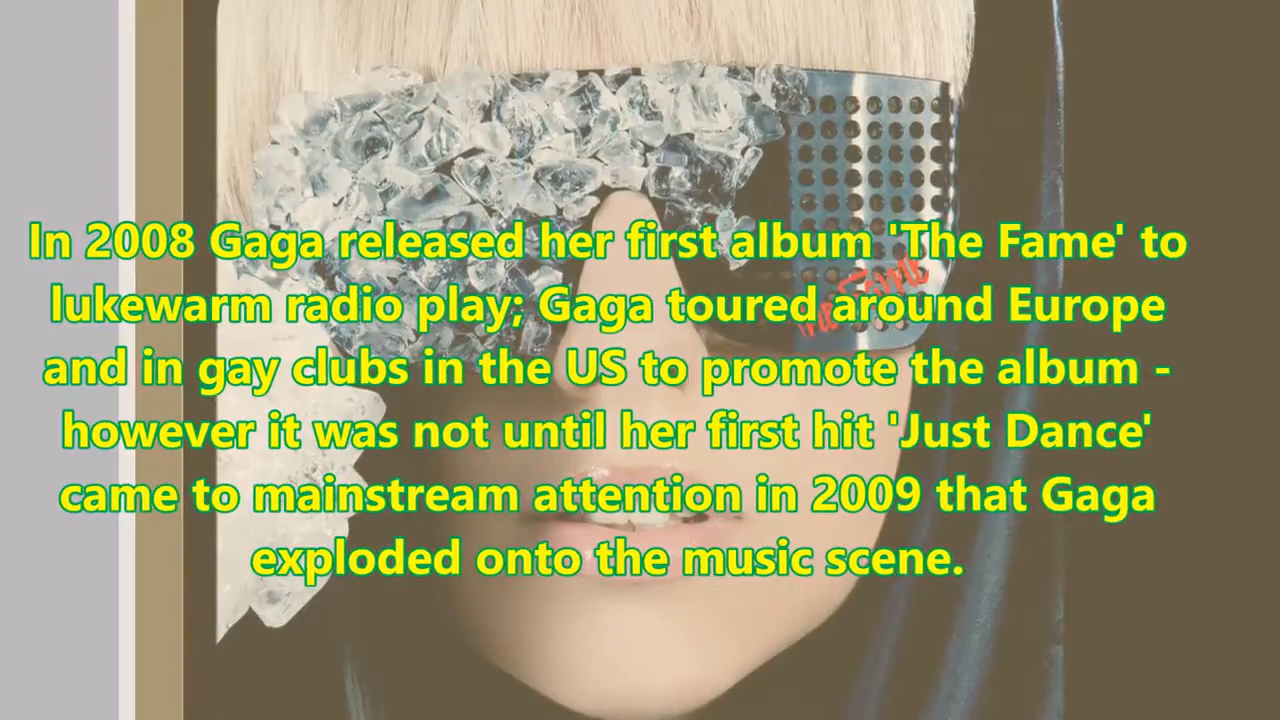 In 2008 Gaga released her first album 'The Fame' to
lukewarm radio play; Gaga toured around Europe
and in gay clubs in the US to promote the album -
however it was not until her first hit 'Just Dance'
came to mainstream attention in 2009 that Gaga
exploded onto the music scene.
The Fame